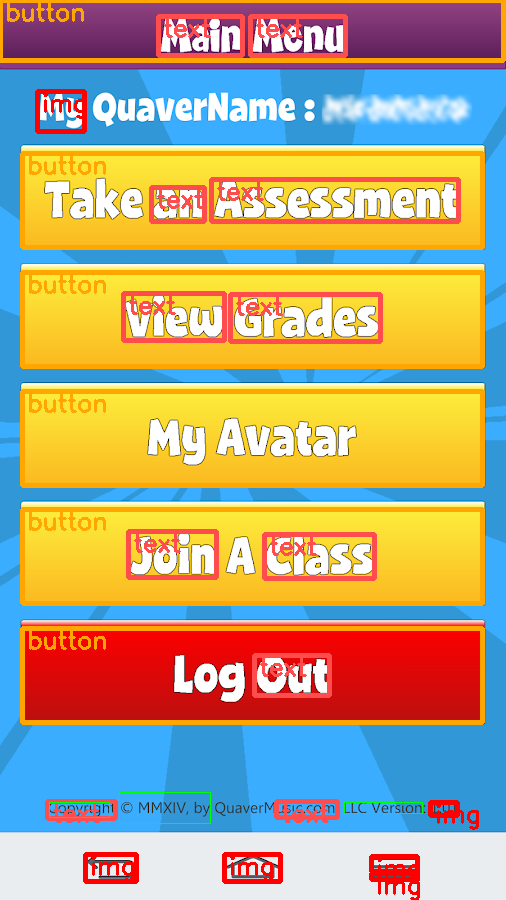 button
text text
Main Menu
img
My QuaverName :
button
text text
Take an Assessment
button
text text
View Grades
button
My Avatar
button
text text
Join A Class
button
text
Log Out
Copyright © MMXIV, by QuaverMusic.com, LLC Version:
text text img
img img img